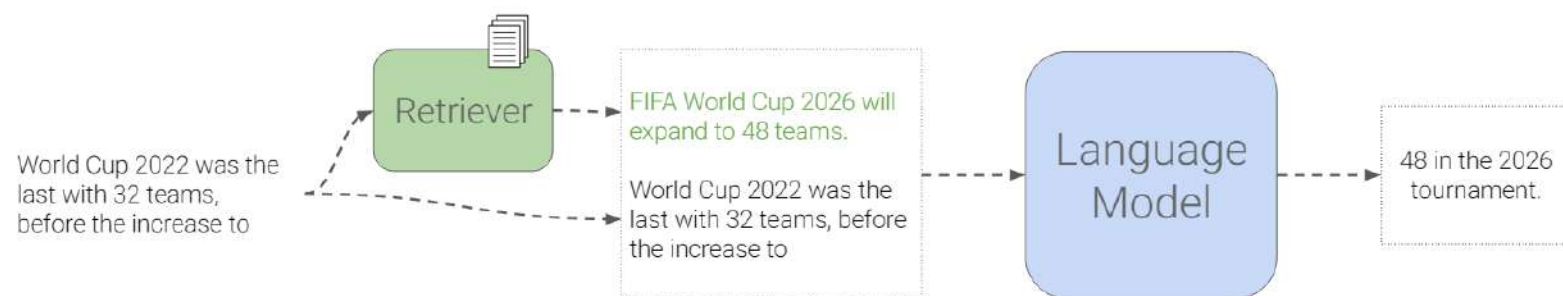 World Cup 2022 was the
last with 32 teams,
before the increase to
Retriever
FIFA World Cup 2026 will
expand to 48 teams.
World Cup 2022 was the
last with 32 teams, before
the increase to
Language
Model
48 in the 2026
tournament.